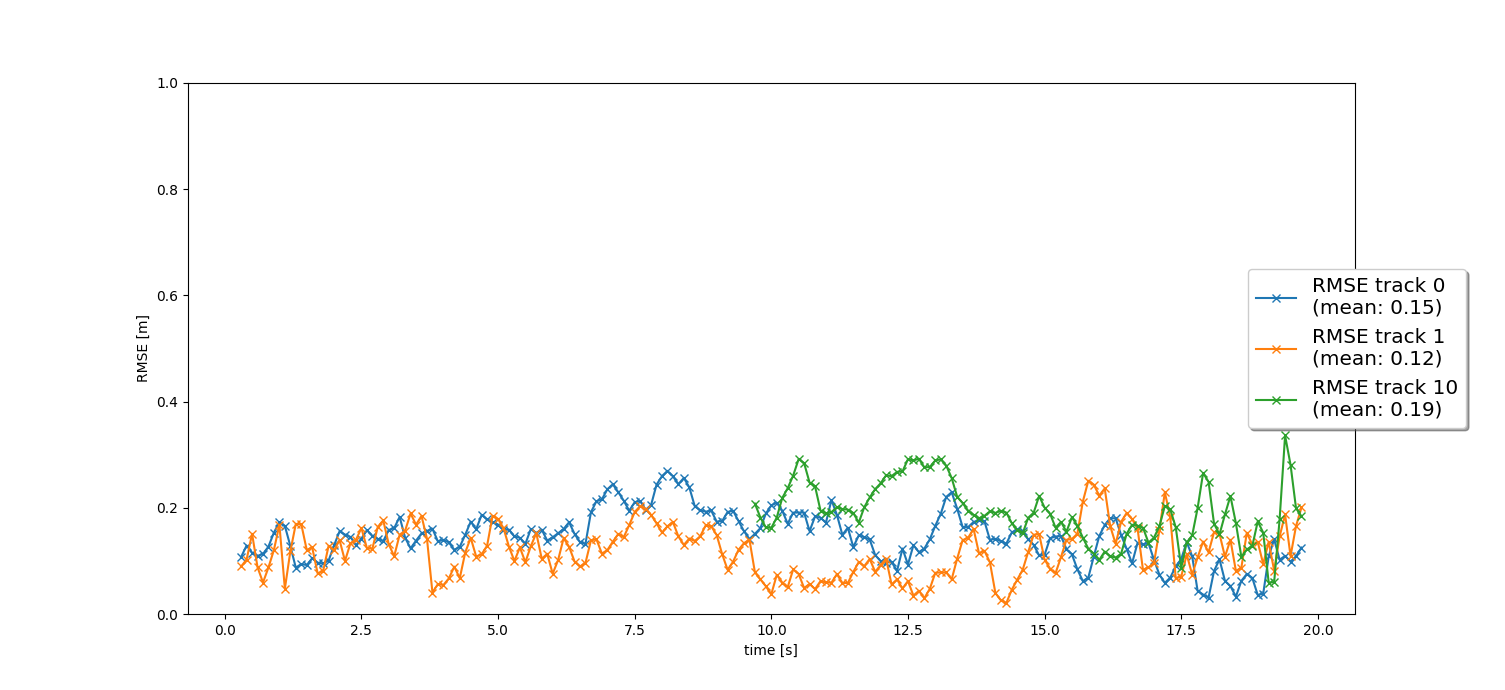 1.0
0.8
0.6
0.4
0.2
0.0
RMSE [m]
0.0 2.5 5.0 7.5 10.0 12.5 15.0 17.5 20.0
time [s]
RMSE track 0
(mean: 0.15)
RMSE track 1
(mean: 0.12)
RMSE track 10
(mean: 0.19)